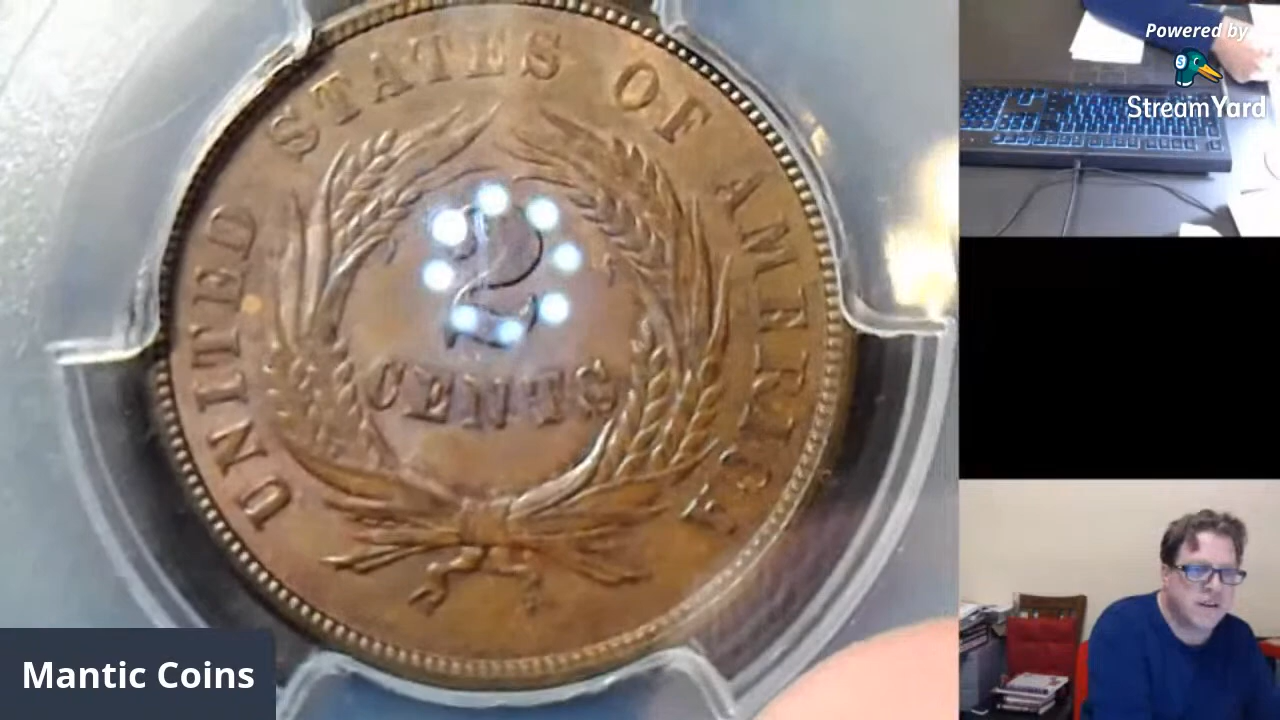 UNITED STATES OF AMERICA
2
CENTS
Powered by
StreamYard
Mantic Coins